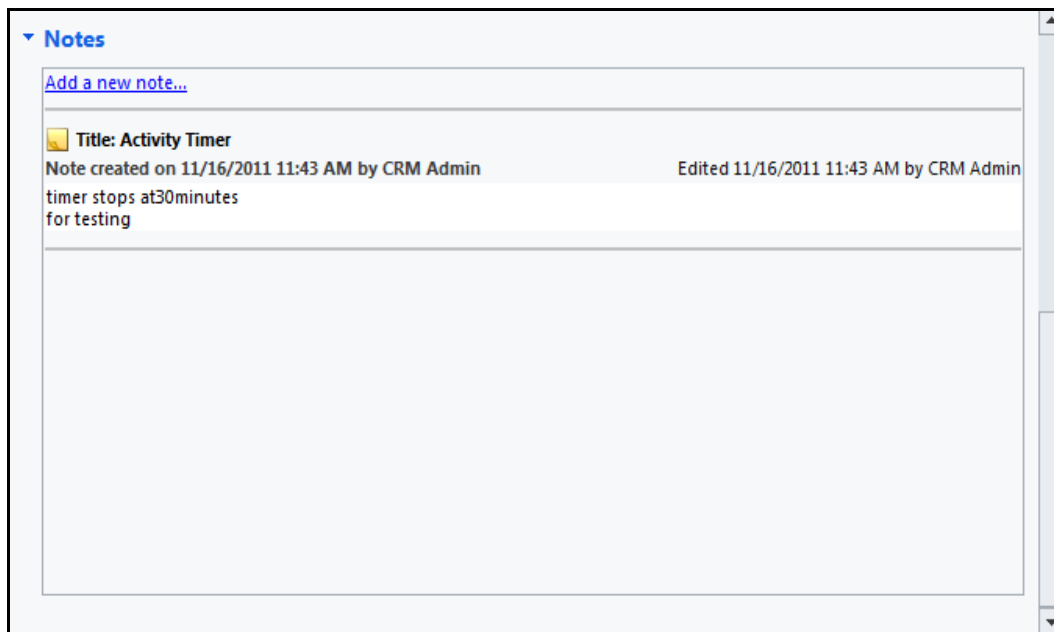 Notes
Add a new note...
Title: Activity Timer
Note created on 11/16/2011 11:43 AM by CRM Admin Edited 11/16/2011 11:43 AM by CRM Admin
timer stops at30minutes
for testing